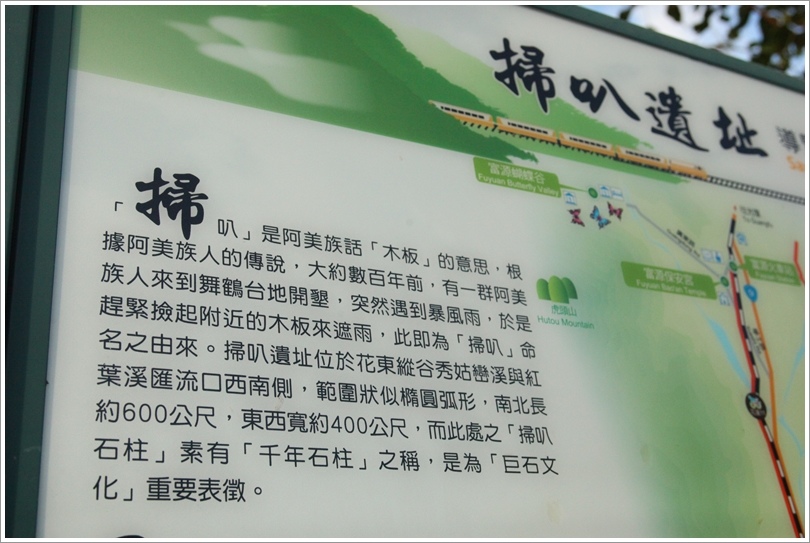 掃叭遺址
富源蝴蝶谷
Fuyuan Butterfly Valley
富源保安宮
富源火車站
虎頭山
Hutou Mountain
「掃叭」是阿美族話「木板」的意思，根
據阿美族人的傳說，大約數百年前，有一群阿美
族人來到舞鶴台地開墾，突然遇到暴風雨，於是
趕緊撿起附近的木板來遮雨，此即為「掃叭」命
名之由來。掃叭遺址位於花東縱谷秀姑巒溪與紅
葉溪匯流口西南側，範圍狀似橢圓弧形，南北長
約600公尺，東西寬約400公尺，而此處之「掃叭
石柱」素有「千年石柱」之稱，是為「巨石文
化」重要表徵。